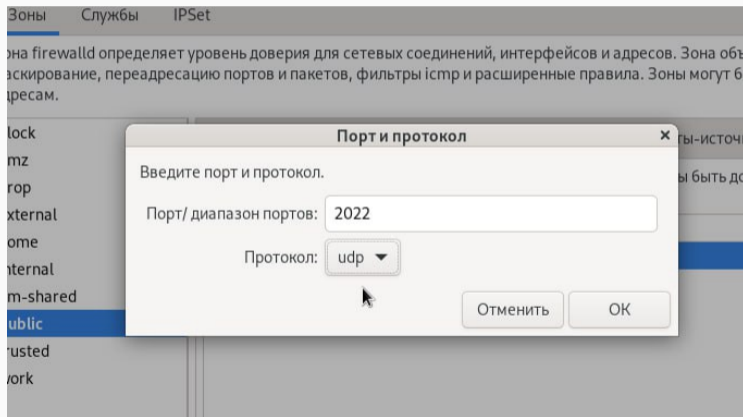 Зоны Службы IPSet
она firewalld определяет уровень доверия для сетевых соединений, интерфейсов и адресов. Зона объ
аскирование, переадресацию портов и пакетов, фильтры icmp и расширенные правила. Зоны могут б
дресам.
lock
Порт и протокол
ты-источн
mz
Введите порт и протокол.
ы быть до
rop
xternal
Порт/ диапазон портов: 2022
ome
Протокол: udp
nternal
m-shared
Отменить OK
ublic
rusted
vork